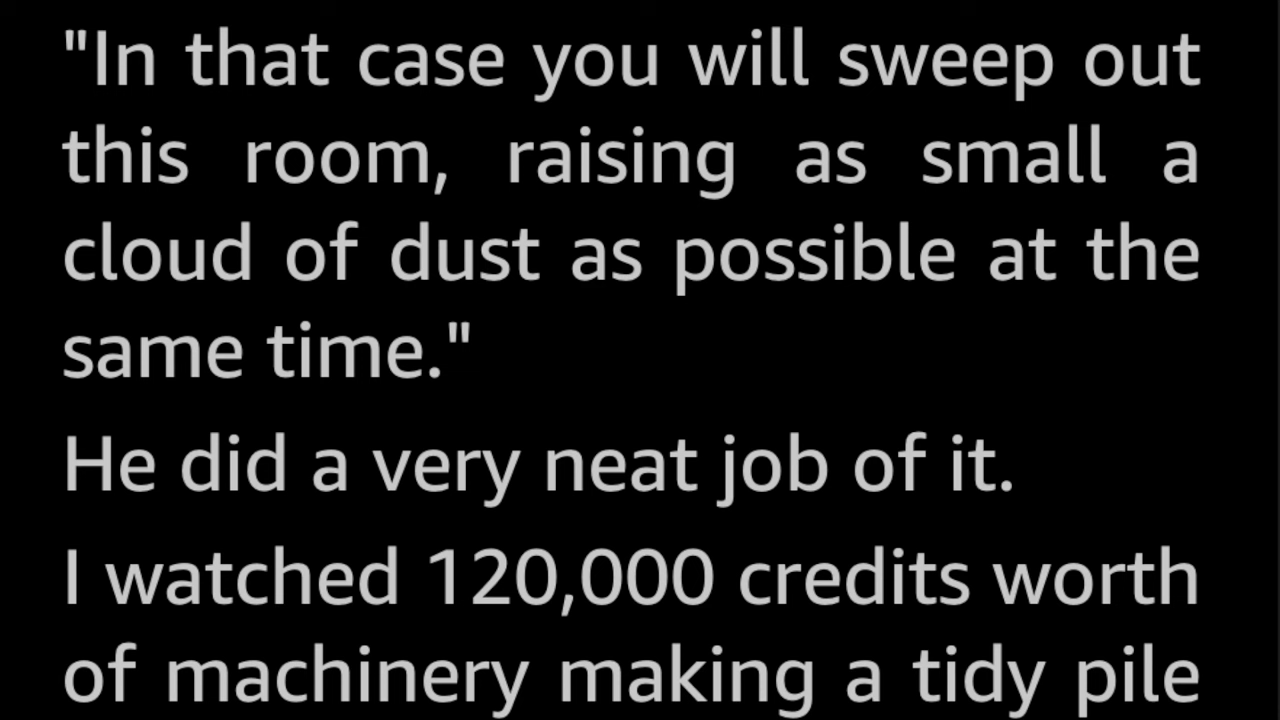 "In that case you will sweep out
this room, raising as small a
cloud of dust as possible at the
same time."
He did a very neat job of it.
I watched 120,000 credits worth
of machinery making a tidy pile